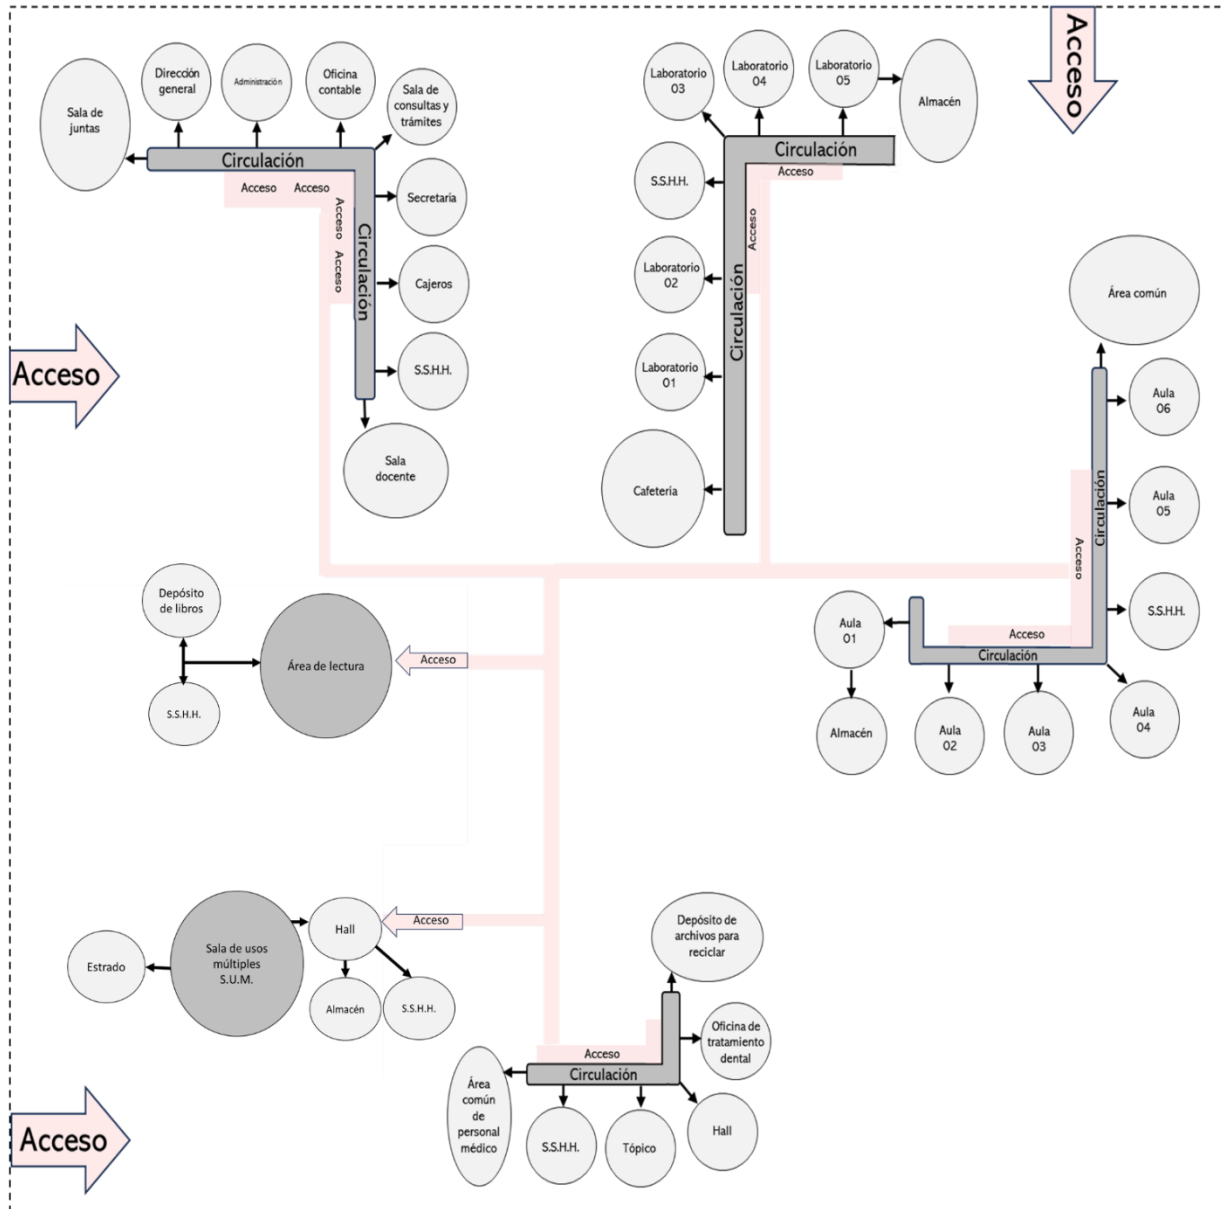 Acceso
Dirección
general
Administración
Oficina
contable
Sala de
consultas y
trámites
Sala de
juntas
Circulación
Acceso
Acceso
Acceso
Acceso
Circulación
Secretaría
Cajeros
S.S.H.H.
Sala
docente
Acceso
Laboratorio
03
Laboratorio
04
Laboratorio
05
Almacén
Circulación
Acceso
S.S.H.H.
Acceso
Laboratorio
02
Circulación
Laboratorio
01
Cafetería
Área común
Aula
06
Circulación
Aula
05
Acceso
S.S.H.H.
Aula
01
Acceso
Circulación
Almacén
Aula
02
Aula
03
Aula
04
Depósito
de libros
Área de lectura
Acceso
S.S.H.H.
Estrado
Sala de usos
múltiples
S.U.M.
Hall
Acceso
Almacén
S.S.H.H.
Depósito de
archivos para
reciclar
Oficina de
tratamiento
dental
Acceso
Circulación
Área
común
de
personal
médico
S.S.H.H.
Tópico
Hall
Acceso